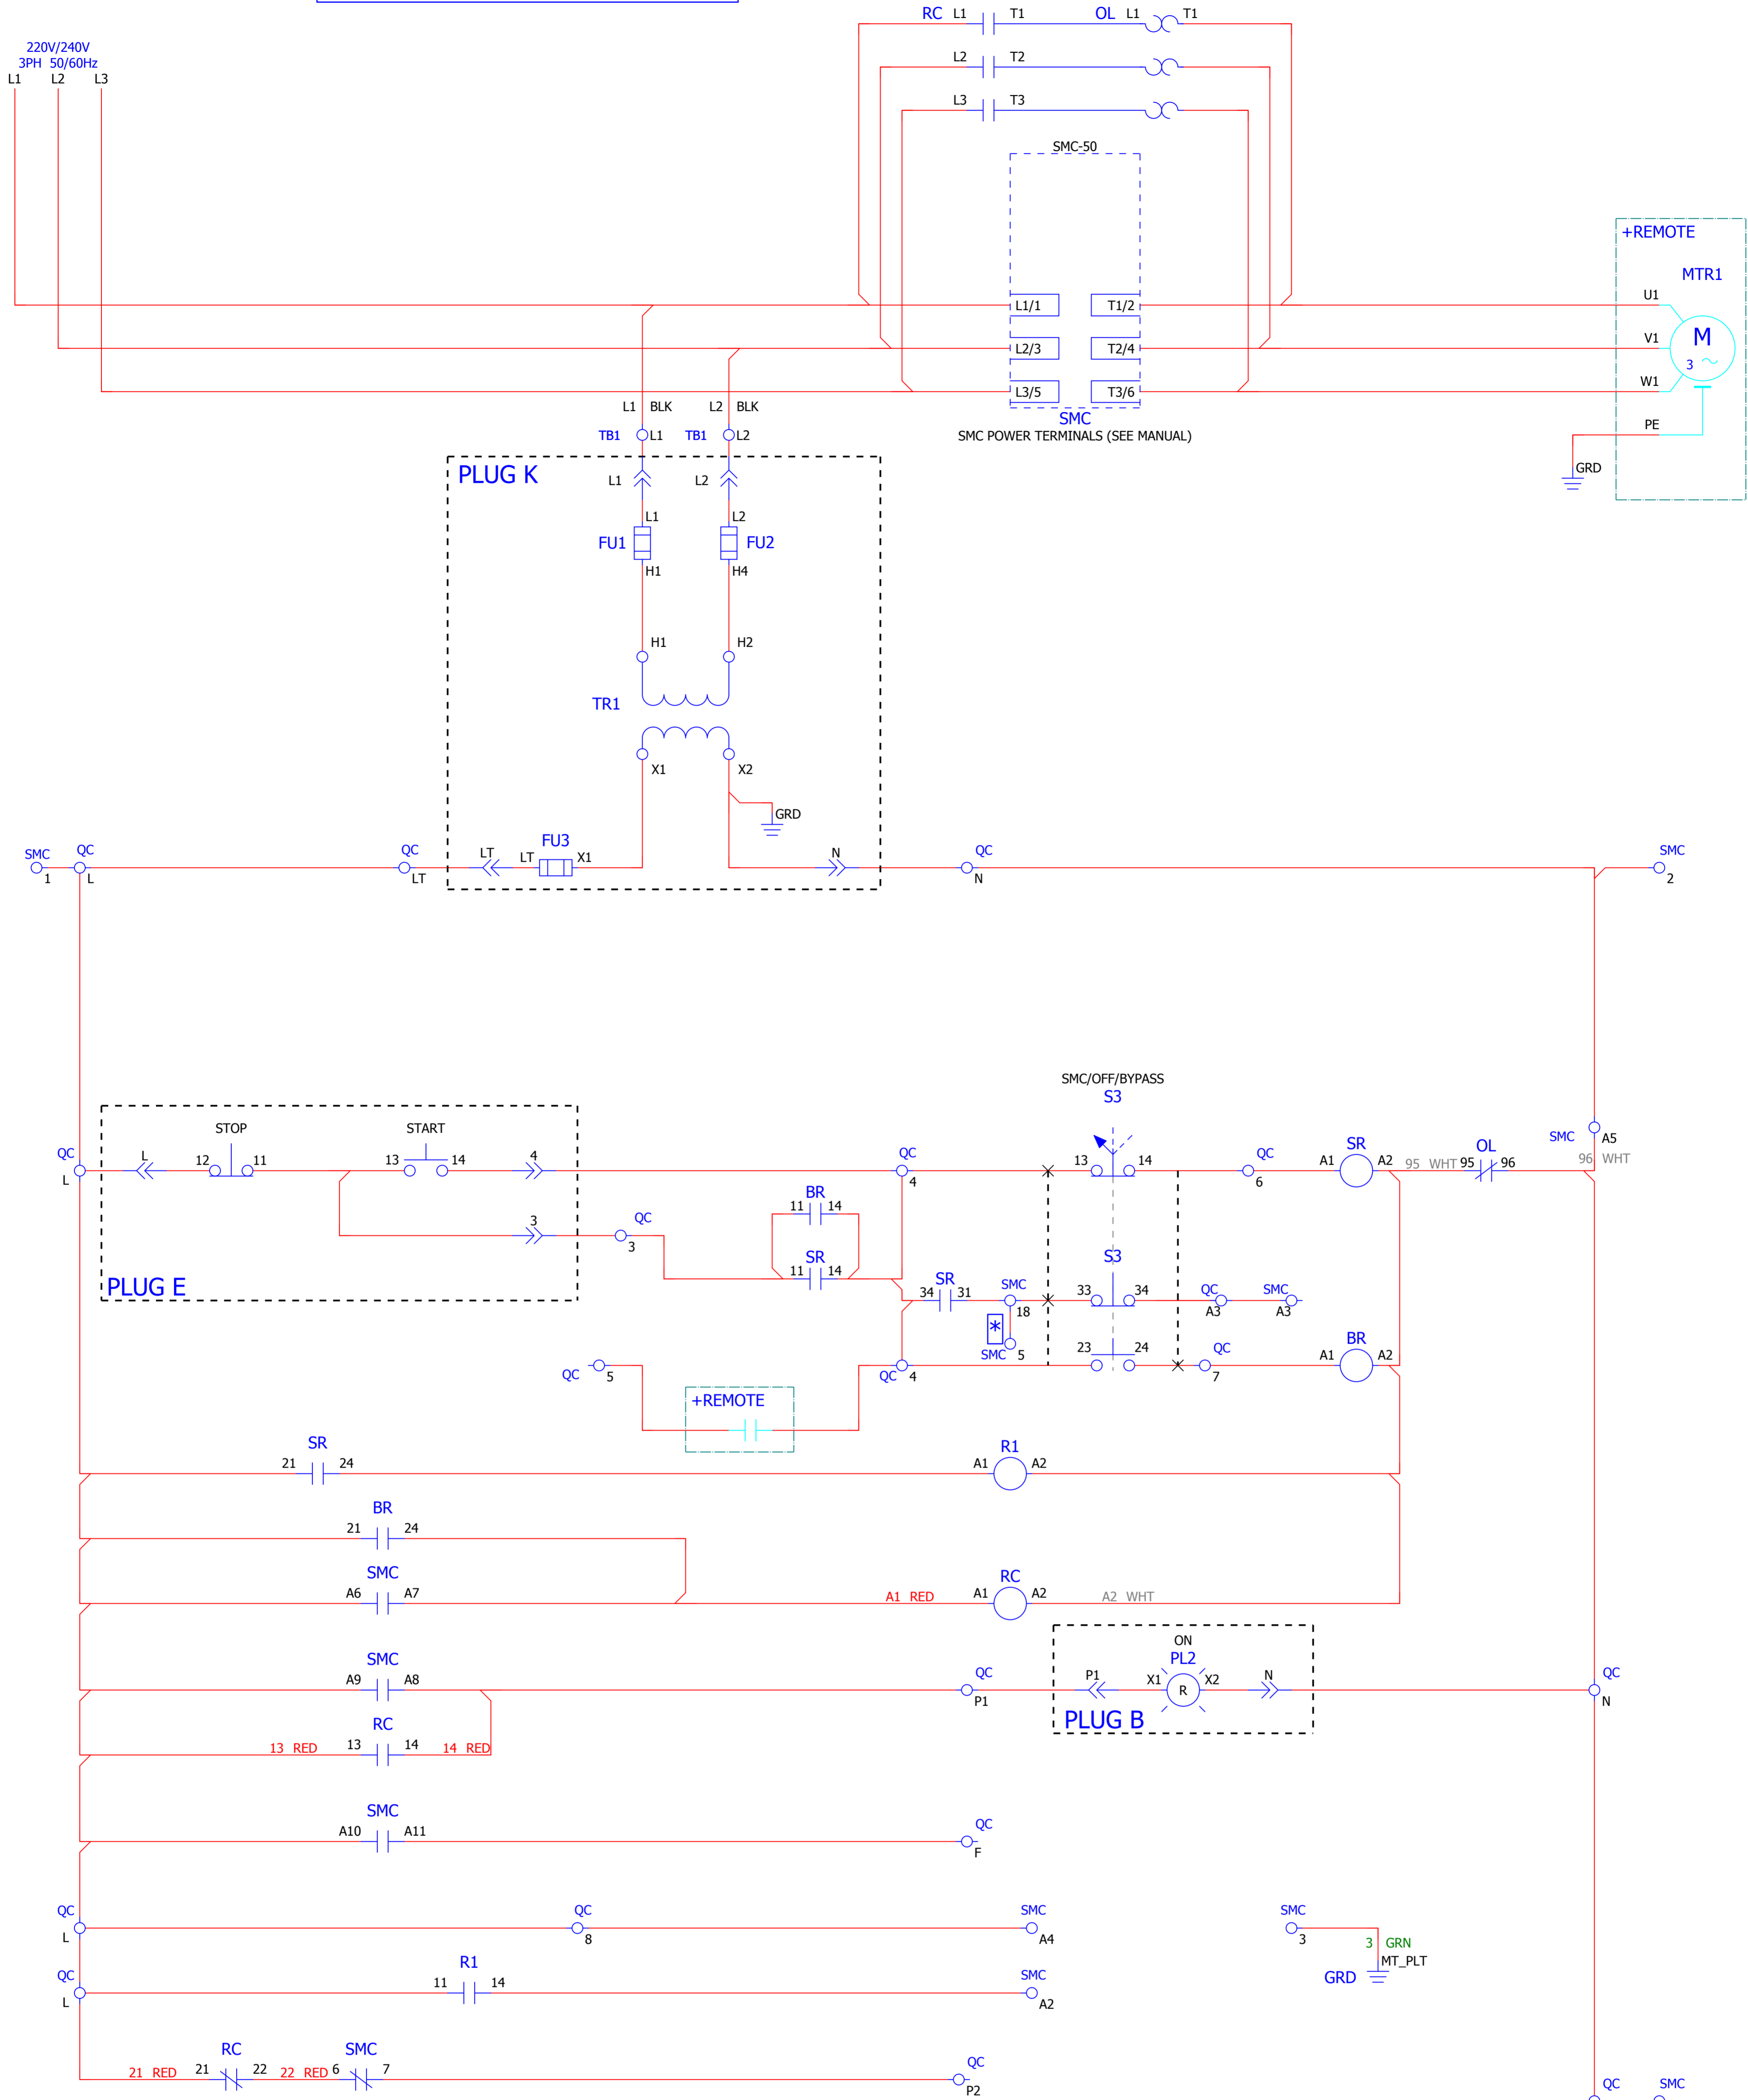 RC L1 T1 OL L1 T1
220V/240V
3PH 50/60Hz
L1 L2 L3
L2 T2
L3 T3
SMC-50
+REMOTE
MTR1
L1/1 T1/2 U1
L2/3 T2/4 V1
M
3
L3/5 T3/6 W1
L1 BLK L2 BLK
SMC
SMC POWER TERMINALS (SEE MANUAL)
TB1 L1 TB1 L2
PE
GRD
PLUG K
L1 L2
L1 L2
FU1 FU2
H1 H4
H1 H2
TR1
X1 X2
GRD
SMC QC QC FU3 QC SMC
LT LT X1 N
1 L LT N 2
SMC/OFF/BYPASS
S3
STOP START
SMC A5
QC L 12 11 13 14 4 QC 13 14 QC SR OL
A1 A2 95 WHT 95 96 96 WHT
L 4 6
BR
11 14
3 QC
3
SR
11 14
S3
PLUG E
SR
34 31 SMC 33 34 QC SMC
18 A3 A3
*
SMC 5 23 24 QC BR
A1 A2
QC 5 QC 4 7
+REMOTE
SR R1
21 24 A1 A2
BR
21 24
SMC RC
A6 A7 A1 RED A1 A2 A2 WHT
ON
SMC PL2
A9 A8 QC P1 X1 R X2 N QC
P1 N
PLUG B
RC
13 RED 13 14 14 RED
SMC
A10 A11 QC
F
QC QC SMC SMC
L 8 A4 3
3 GRN
MT_PLT
GRD
QC R1 SMC
11 14
L A2
RC SMC
21 RED 21 22 22 RED 6 7 QC
P2
QC SMC